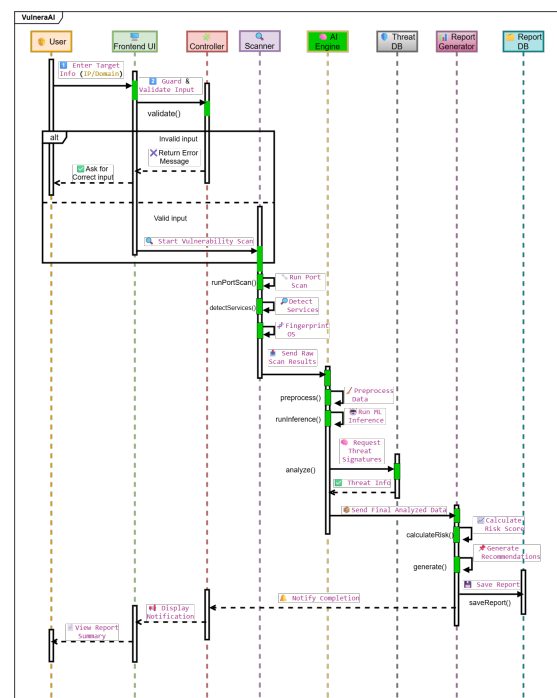 VulneraAI
User
Frontend UI
Controller
Scanner
AI
Engine
Threat
DB
Report
Generator
Report
DB
1 Enter Target
Info (IP/Domain)
2 Guard &
Validate Input
validate()
alt
Invalid input
Return Error
Message
Ask for
Correct input
Valid input
Start Vulnerability Scan
runPortScan()
Run Port
Scan
detectServices()
Detect
Services
Fingerprint
OS
Send Raw
Scan Results
preprocess()
Preprocess
Data
runInference()
Run ML
Inference
Request
Threat
Signatures
analyze()
Threat Info
Send Final Analyzed Data
Calculate
Risk Score
calculateRisk()
Generate
Recommendations
generate()
Save Report
saveReport()
Notify Completion
Display
Notification
View Report
Summary